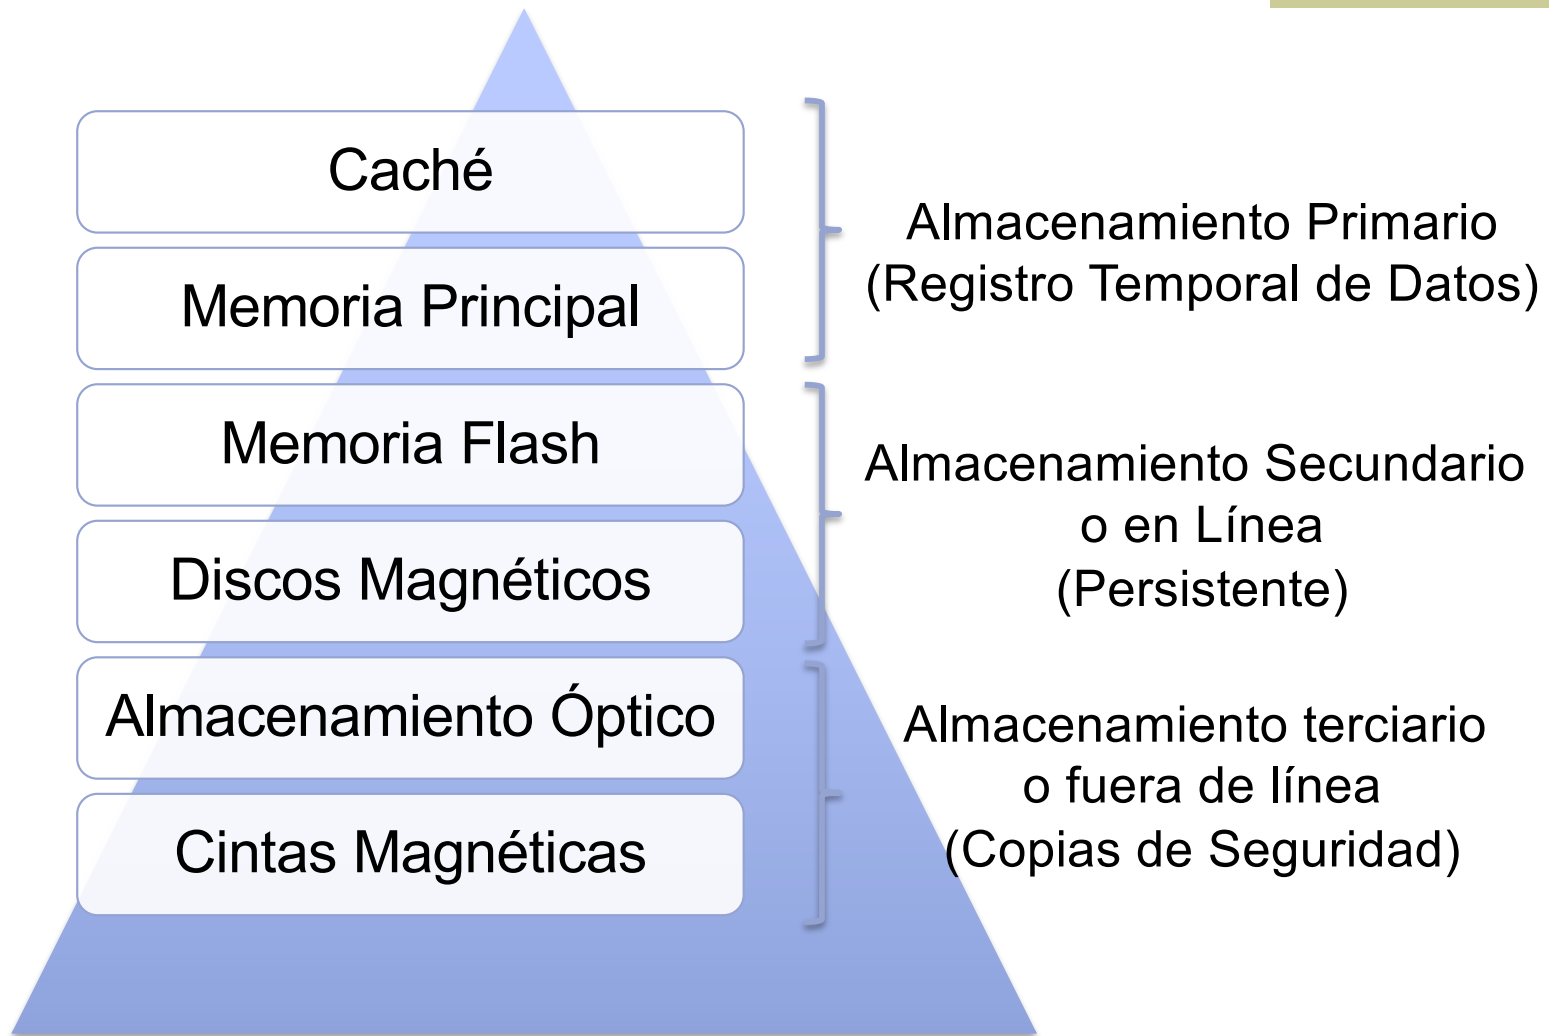 Caché
Memoria Principal
Almacenamiento Primario
(Registro Temporal de Datos)
Memoria Flash
Discos Magnéticos
Almacenamiento Secundario
o en Línea
(Persistente)
Almacenamiento Óptico
Cintas Magnéticas
Almacenamiento terciario
o fuera de línea
(Copias de Seguridad)